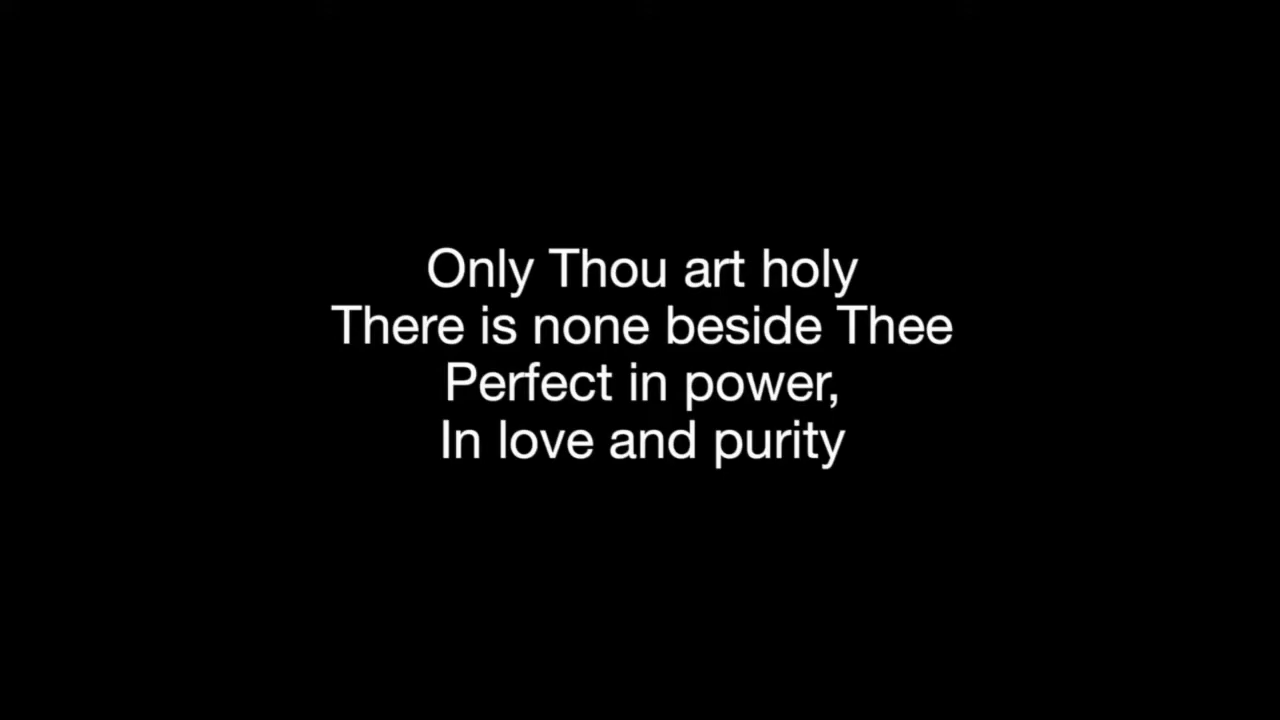 Only Thou art holy
There is none beside Thee
Perfect in power,
In love and purity